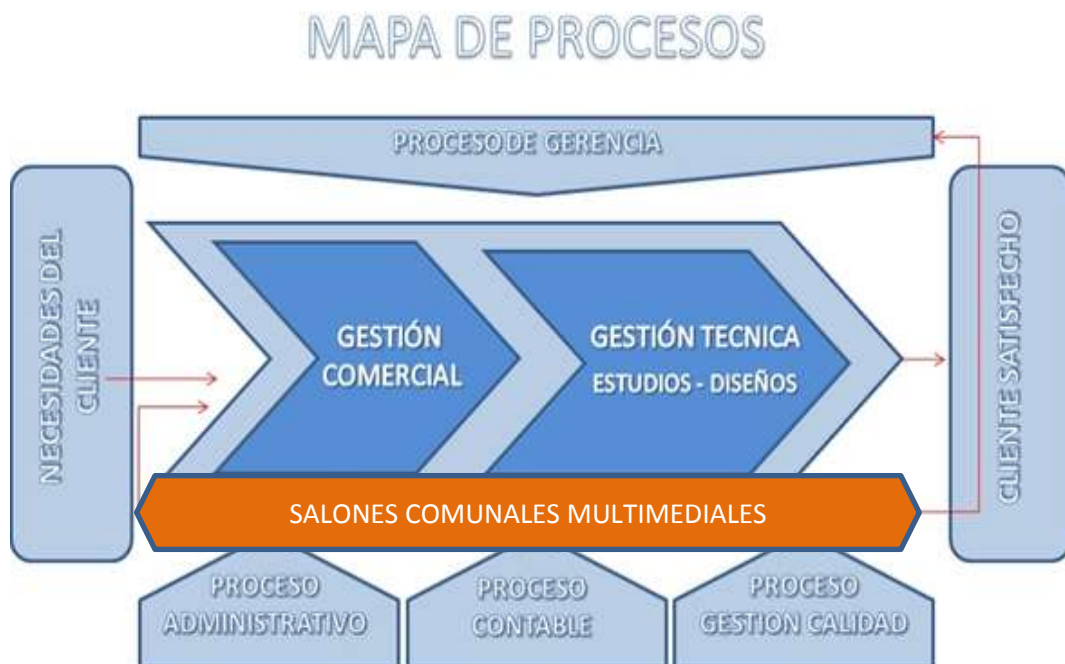 MAPA DE PROCESOS
PROCESO DE GERENCIA
NECESIDADES DEL
CLIENTE
GESTIÓN
COMERCIAL
GESTIÓN TECNICA
ESTUDIOS - DISEÑOS
CLIENTE SATISFECHO
SALONES COMUNALES MULTIMEDIALES
PROCESO
ADMINISTRATIVO
PROCESO
CONTABLE
PROCESO
GESTION CALIDAD